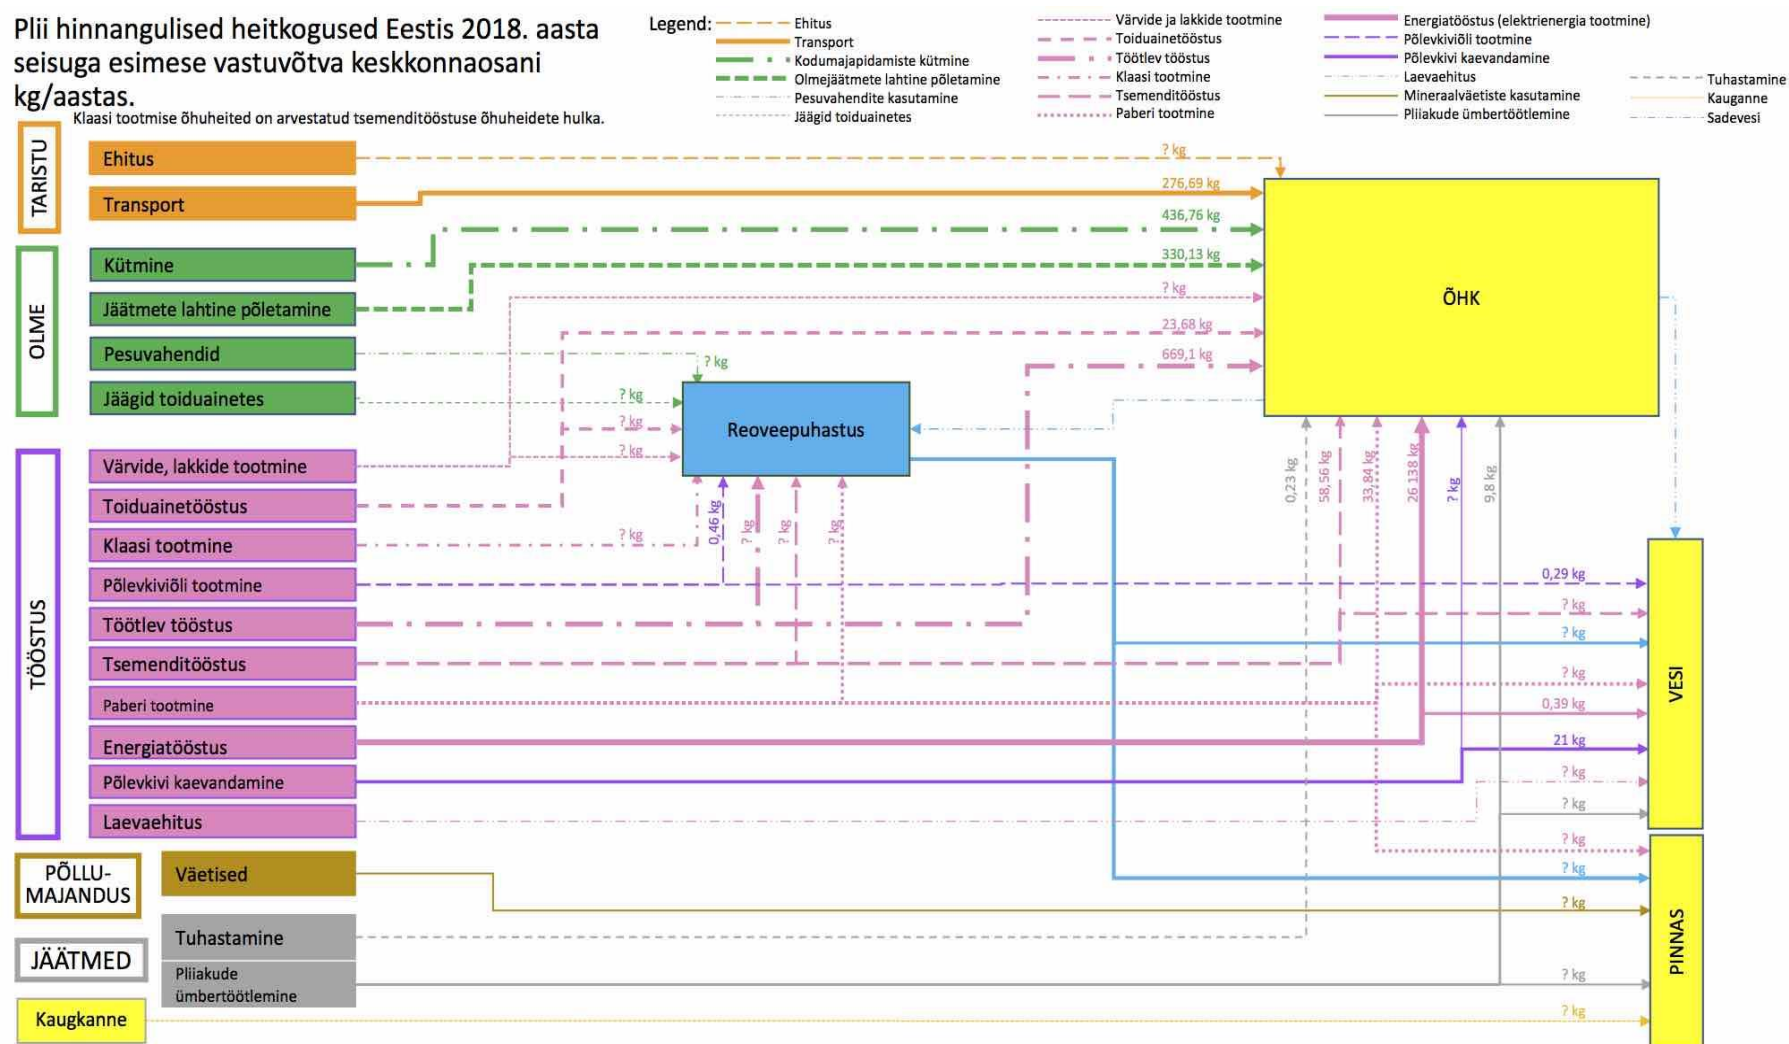 Plii hinnangulised heitkogused Eestis 2018. aasta
seisuga esimese vastuvõtva keskkonnaosani
kg/aastas.
Klaasi tootmise õhuheited on arvestatud tsemenditööstuse õhuheidete hulka.
Legend:
Ehitus
Transport
Kodumajapidamiste kütmine
Olmejäätmete lahtine põletamine
Pesuvahendite kasutamine
Jäägid toiduainetes
Värvide ja lakkide tootmine
Toiduainetööstus
Töötlev tööstus
Klaasi tootmine
Tsemenditööstus
Paberi tootmine
Energiatööstus (elektrienergia tootmine)
Põlevkiviõli tootmine
Põlevkivi kaevandamine
Laevaehitus
Mineraalväetiste kasutamine
Pliiakude ümbertöötlemine
Tuhastamine
Kauganne
Sadevesi
TARISTU
Ehitus
? kg
Transport
276,69 kg
436,76 kg
OLME
Kütmine
330,13 kg
Jäätmete lahtine põletamine
? kg
ÕHK
23,68 kg
Pesuvahendid
? kg
669,1 kg
Jäägid toiduainetes
? kg
? kg
Reoveepuhastus
? kg
TÖÖSTUS
Värvide, lakkide tootmine
Toiduainetööstus
Klaasi tootmine
? kg
0,46 kg
? kg
? kg
? kg
0,23 kg
58,56 kg
33,84 kg
26 138 kg
? kg
9,8 kg
Põlevkiviõli tootmine
0,29 kg
Töötlev tööstus
? kg
? kg
Tsemenditööstus
? kg
VESI
Paberi tootmine
0,39 kg
Energiatööstus
21 kg
Põlevkivi kaevandamine
? kg
Laevaehitus
? kg
? kg
PÕLLU-
MAJANDUS
Väetised
? kg
? kg
JÄÄTMED
Tuhastamine
PINNAS
Pliiakude
ümbertöötlemine
? kg
Kaugkanne
? kg